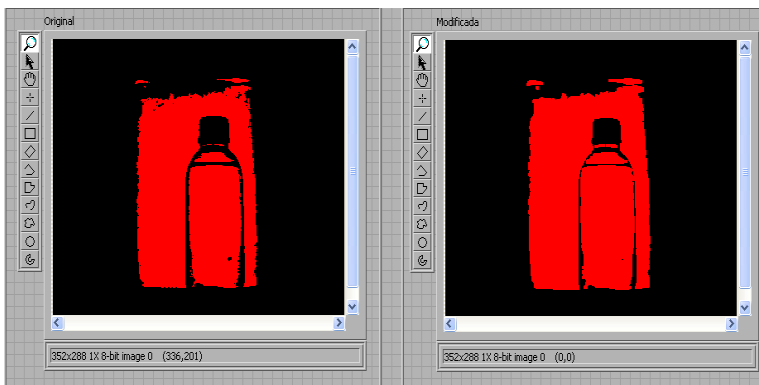 Original
Modificada
352x288 1X 8-bit image 0 (336,201)
352x288 1X 8-bit image 0 (0,0)